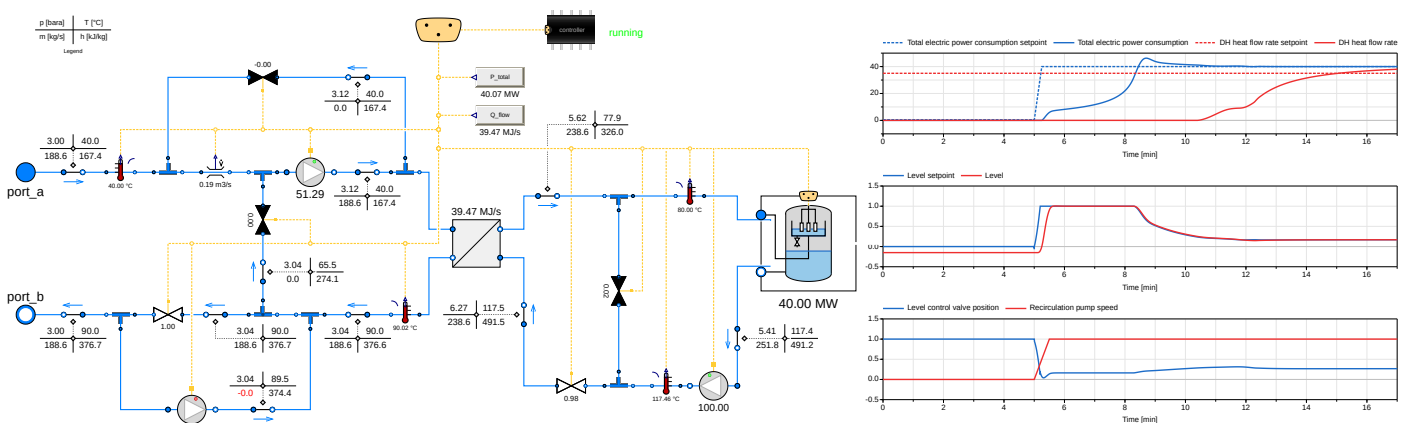 p [bara] T [°C]
m [kg/s] h [kJ/kg]
Legend
controller
running
-0.00
3.12 40.0
0.0 167.4
P_total
40.07 MW
Q_flow
39.47 MJ/s
5.62 77.9
238.6 326.0
3.00 40.0
188.6 167.4
port_a
40.00 °C
0.19 m3/s
51.29
3.12 40.0
188.6 167.4
0.00
39.47 MJ/s
80.00 °C
40.00 MW
3.04 65.5
0.0 274.1
port_b
1.00
3.00 90.0
188.6 376.7
3.04 90.0
188.6 376.7
3.04 90.0
188.6 376.6
90.02 °C
6.27 117.5
238.6 491.5
0.02
5.41 117.4
251.8 491.2
3.04 89.5
-0.0 374.4
0.98
117.46 °C
100.00
Total electric power consumption setpoint Total electric power consumption DH heat flow rate setpoint DH heat flow rate
40
20
0
0 2 4 6 8 10 12 14 16
Time [min]
Level setpoint Level
1.5
1.0
0.5
0.0
-0.5
0 2 4 6 8 10 12 14 16
Time [min]
Level control valve position Recirculation pump speed
1.5
1.0
0.5
0.0
-0.5
0 2 4 6 8 10 12 14 16
Time [min]